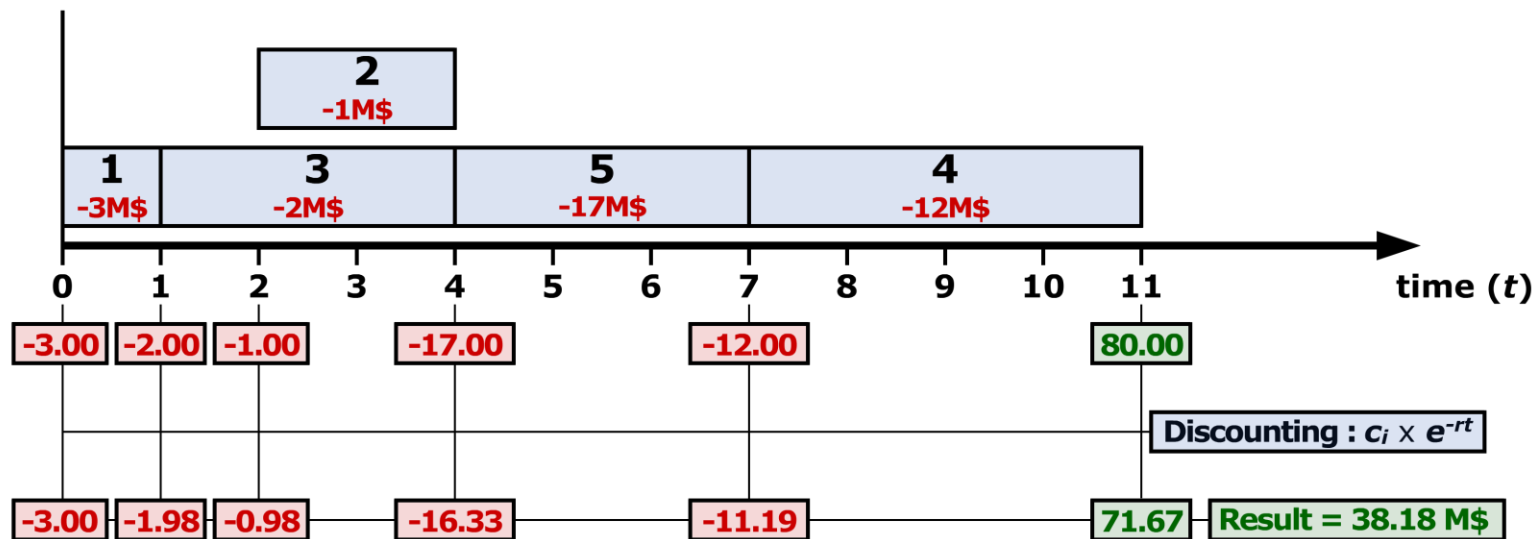 2
-1M$
1
-3M$
3
-2M$
5
-17M$
4
-12M$
0 1 2 3 4 5 6 7 8 9 10 11 time (t)
-3.00 -2.00 -1.00 -17.00 -12.00 80.00
Discounting : cᵢ x e⁻ʳᵗ
-3.00 -1.98 -0.98 -16.33 -11.19 71.67 Result = 38.18 M$